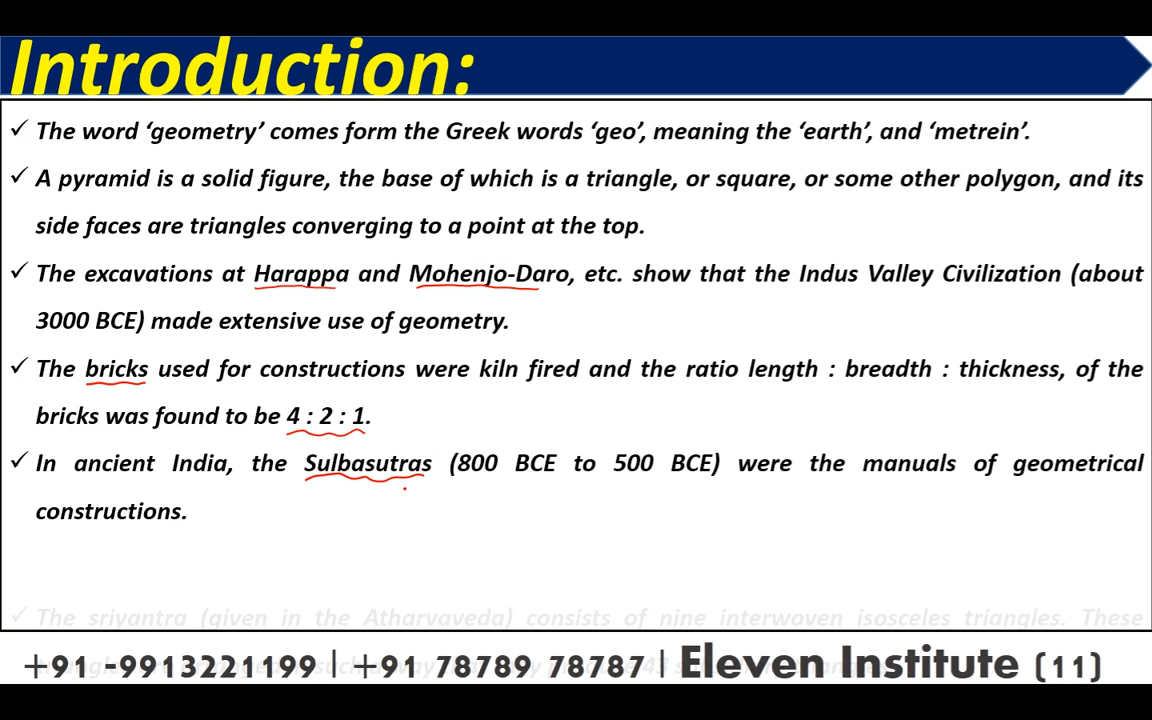 Introduction:
✓ The word ‘geometry’ comes form the Greek words ‘geo’, meaning the ‘earth’, and ‘metrein’.
✓ A pyramid is a solid figure, the base of which is a triangle, or square, or some other polygon, and its
side faces are triangles converging to a point at the top.
✓ The excavations at Harappa and Mohenjo-Daro, etc. show that the Indus Valley Civilization (about
3000 BCE) made extensive use of geometry.
✓ The bricks used for constructions were kiln fired and the ratio length : breadth : thickness, of the
bricks was found to be 4 : 2 : 1.
✓ In ancient India, the Sulbasutras (800 BCE to 500 BCE) were the manuals of geometrical
constructions.
✓ The sriyantra (given in the Atharvaveda) consists of nine interwoven isosceles triangles. These
+91 -9913221199 | +91 78789 78787 | Eleven Institute (11)